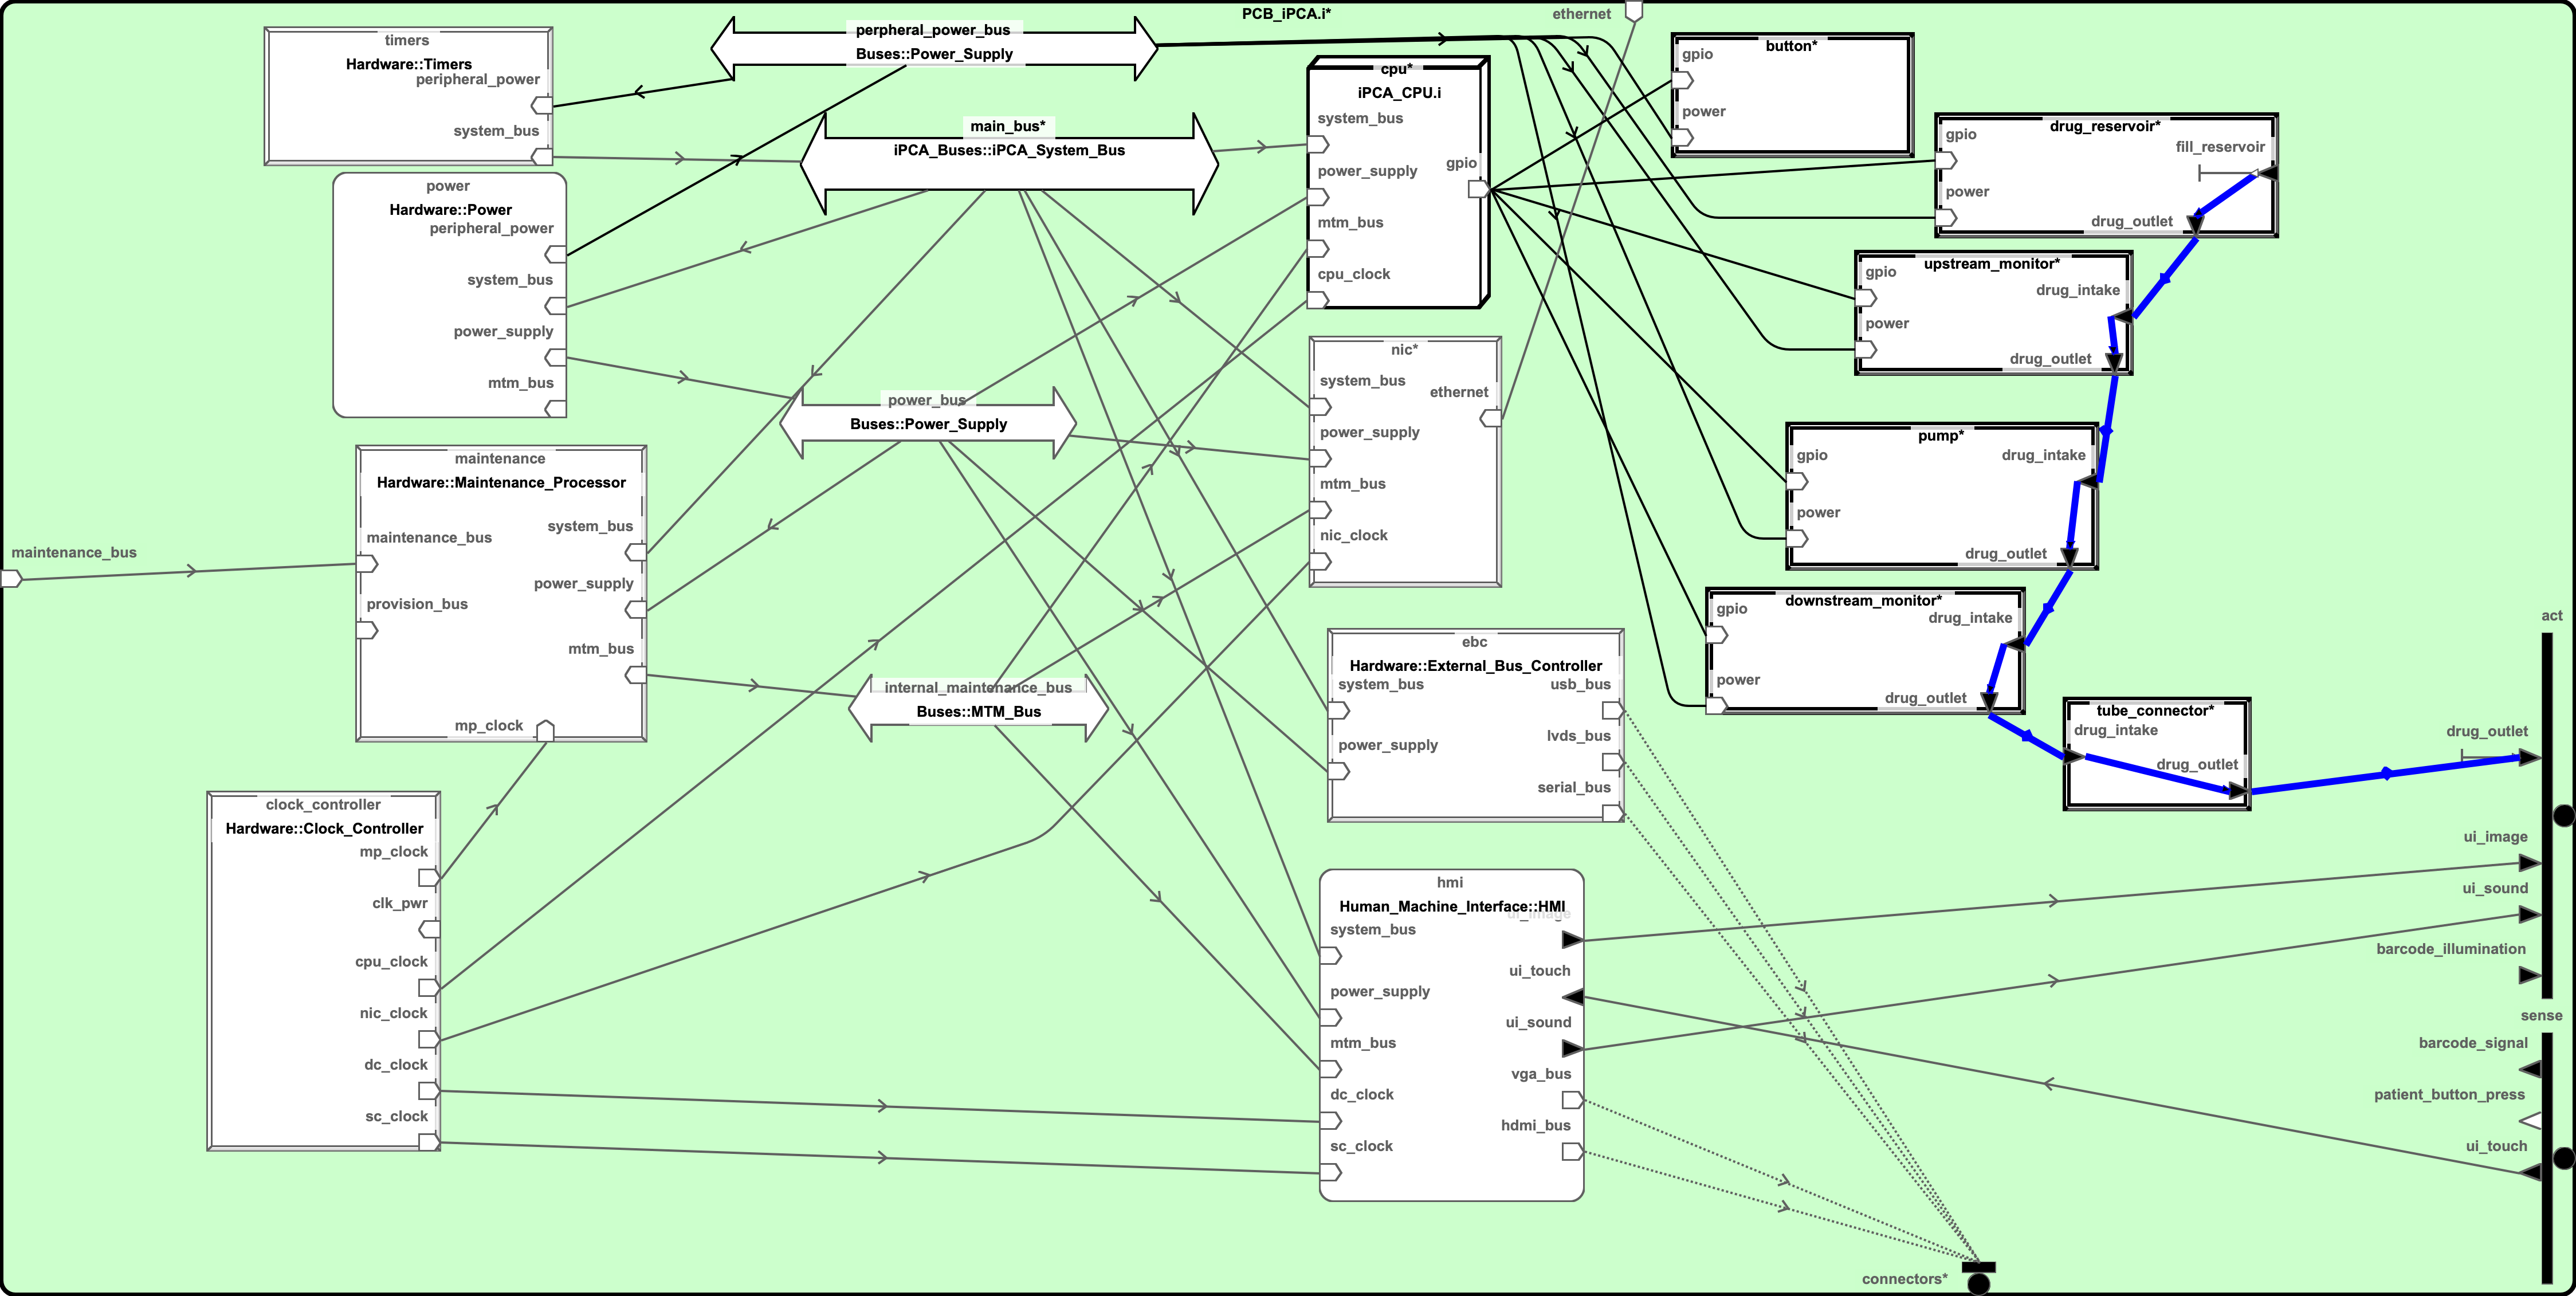 PCB_iPCA.i*
ethernet
perpheral_power_bus
Buses::Power_Supply
timers
Hardware::Timers
peripheral_power
system_bus
main_bus*
iPCA_Buses::iPCA_System_Bus
power
Hardware::Power
peripheral_power
system_bus
power_supply
mtm_bus
cpu*
iPCA_CPU.i
system_bus
power_supply
gpio
mtm_bus
cpu_clock
button*
gpio
power
drug_reservoir*
gpio
fill_reservoir
power
drug_outlet
upstream_monitor*
gpio
drug_intake
power
drug_outlet
nic*
system_bus
ethernet
power_supply
mtm_bus
nic_clock
power_bus
Buses::Power_Supply
pump*
gpio
drug_intake
power
drug_outlet
maintenance
Hardware::Maintenance_Processor
system_bus
maintenance_bus
power_supply
provision_bus
mtm_bus
mp_clock
maintenance_bus
downstream_monitor*
gpio
drug_intake
power
drug_outlet
internal_maintenance_bus
Buses::MTM_Bus
ebc
Hardware::External_Bus_Controller
system_bus
usb_bus
lvds_bus
power_supply
serial_bus
tube_connector*
drug_intake
drug_outlet
act
drug_outlet
ui_image
ui_sound
barcode_illumination
sense
barcode_signal
patient_button_press
ui_touch
clock_controller
Hardware::Clock_Controller
mp_clock
clk_pwr
cpu_clock
nic_clock
dc_clock
sc_clock
hmi
Human_Machine_Interface::HMI
ui_image
system_bus
ui_touch
power_supply
ui_sound
mtm_bus
vga_bus
dc_clock
hdmi_bus
sc_clock
connectors*